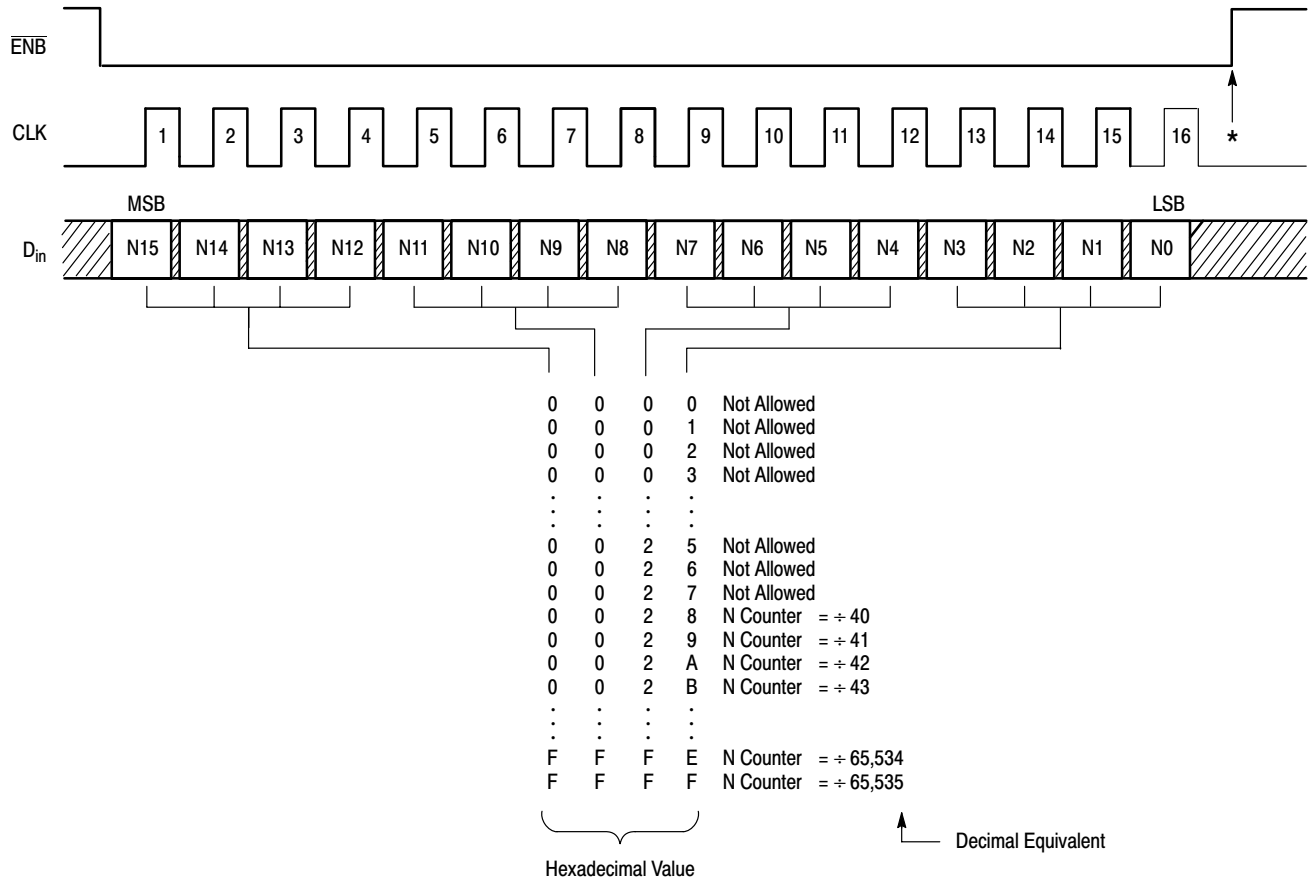 ENB
CLK 1 2 3 4 5 6 7 8 9 10 11 12 13 14 15 16 *
MSB LSB
Din N15 N14 N13 N12 N11 N10 N9 N8 N7 N6 N5 N4 N3 N2 N1 N0
0 0 0 0 Not Allowed
0 0 0 1 Not Allowed
0 0 0 2 Not Allowed
0 0 0 3 Not Allowed
. . . .
. . . .
. . . .
0 0 2 5 Not Allowed
0 0 2 6 Not Allowed
0 0 2 7 Not Allowed
0 0 2 8 N Counter = ÷ 40
0 0 2 9 N Counter = ÷ 41
0 0 2 A N Counter = ÷ 42
0 0 2 B N Counter = ÷ 43
. . . .
. . . .
. . . .
F F F E N Counter = ÷ 65,534
F F F F N Counter = ÷ 65,535
Decimal Equivalent
Hexadecimal Value